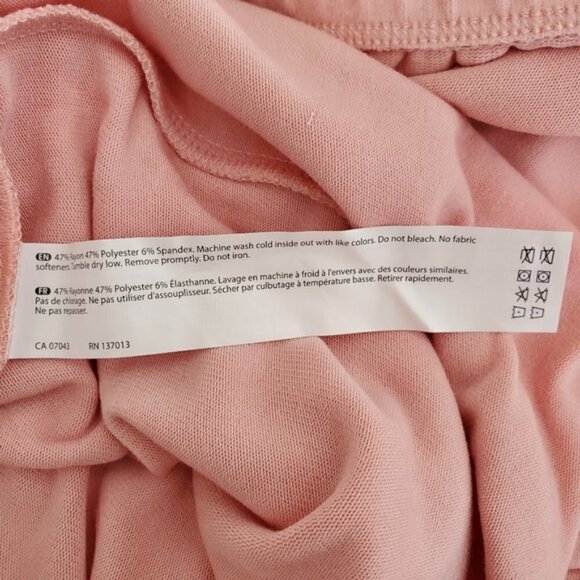 EN 47% Rayon 47% Polyester 6% Spandex. Machine wash cold inside out with like colors. Do not bleach. No fabric
softeners. Tumble dry low. Remove promptly. Do not iron.
FR 47% Rayonne 47% Polyester 6% Élasthanne. Lavage en machine à froid à l'envers avec des couleurs similaires.
Pas de chlorage. Ne pas utiliser d'assouplisseur. Sécher par culbutage à température basse. Retirer rapidement.
Ne pas repasser.
CA 07043 RN 137013